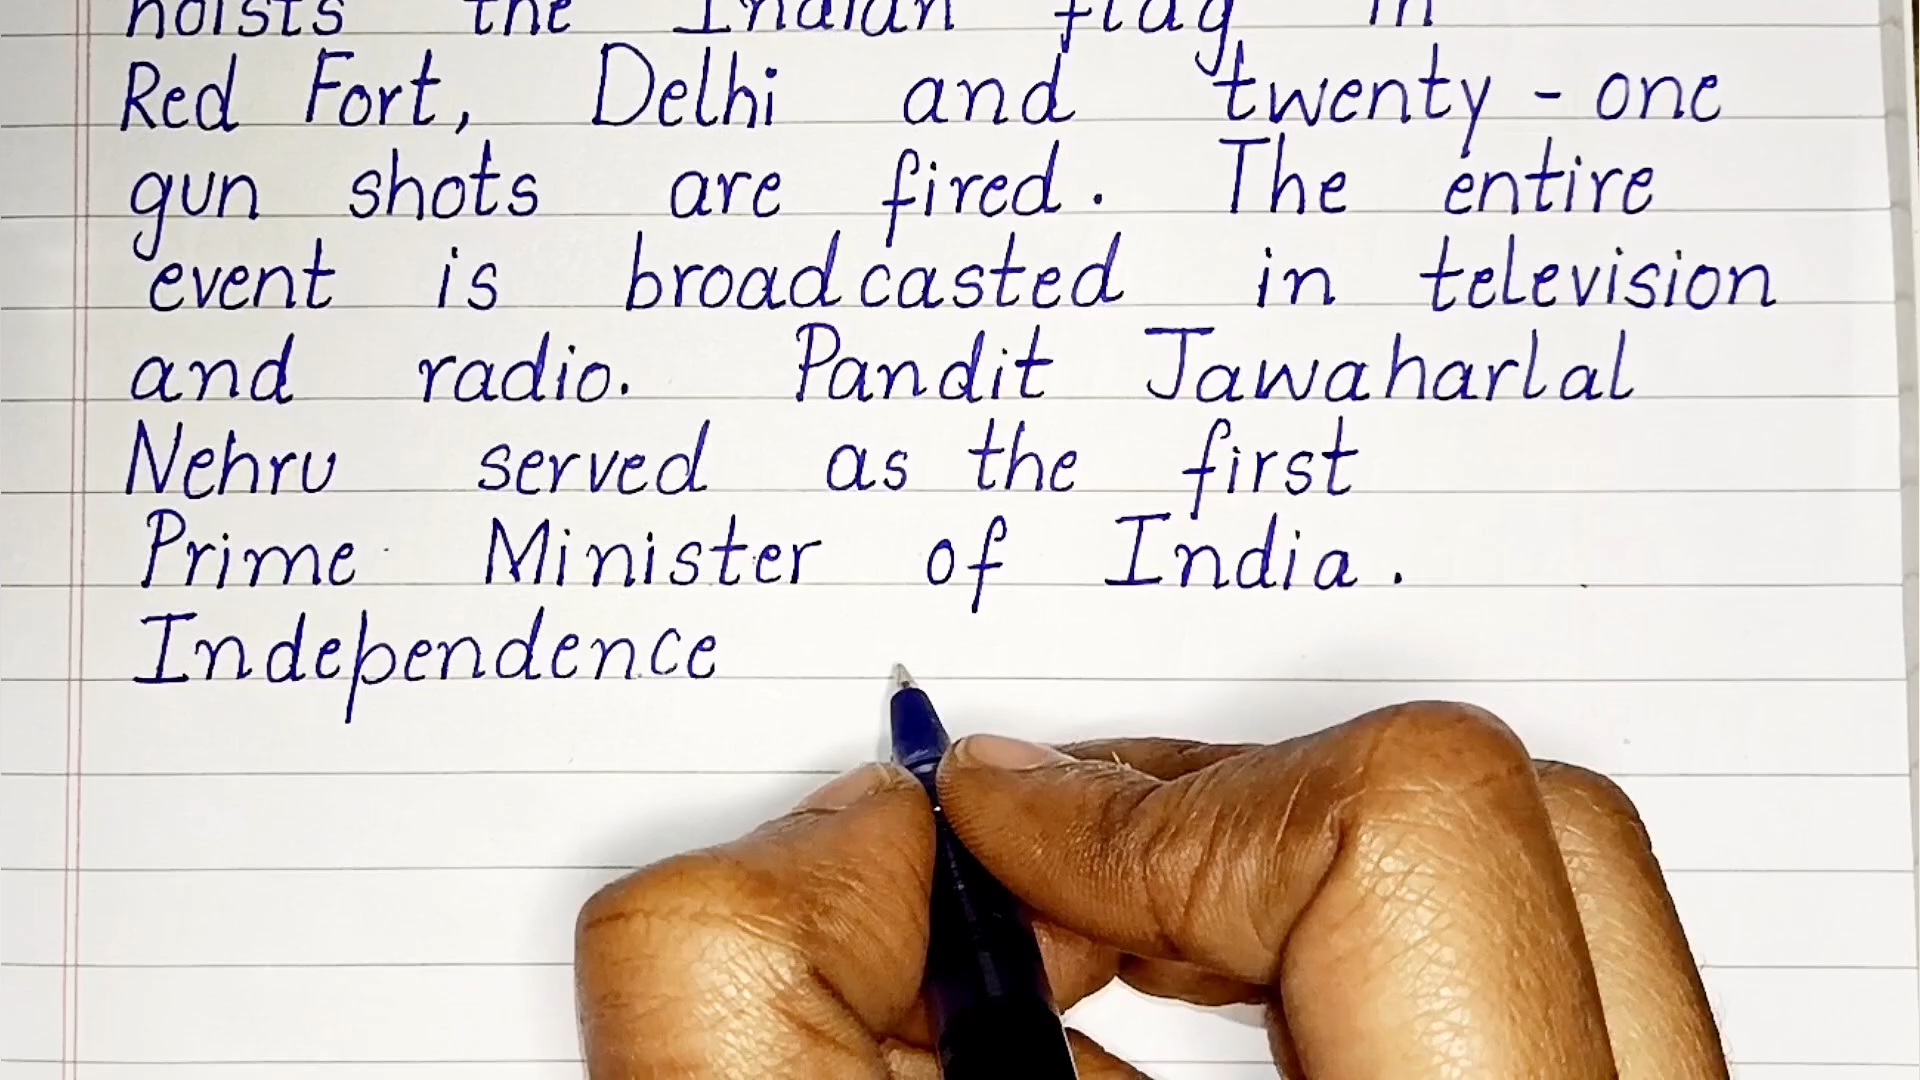 hoists the Indian flag in
Red Fort, Delhi and twenty-one
gun shots are fired. The entire
event is broadcasted in television
and radio. Pandit Jawaharlal
Nehru served as the first
Prime Minister of India.
Independence